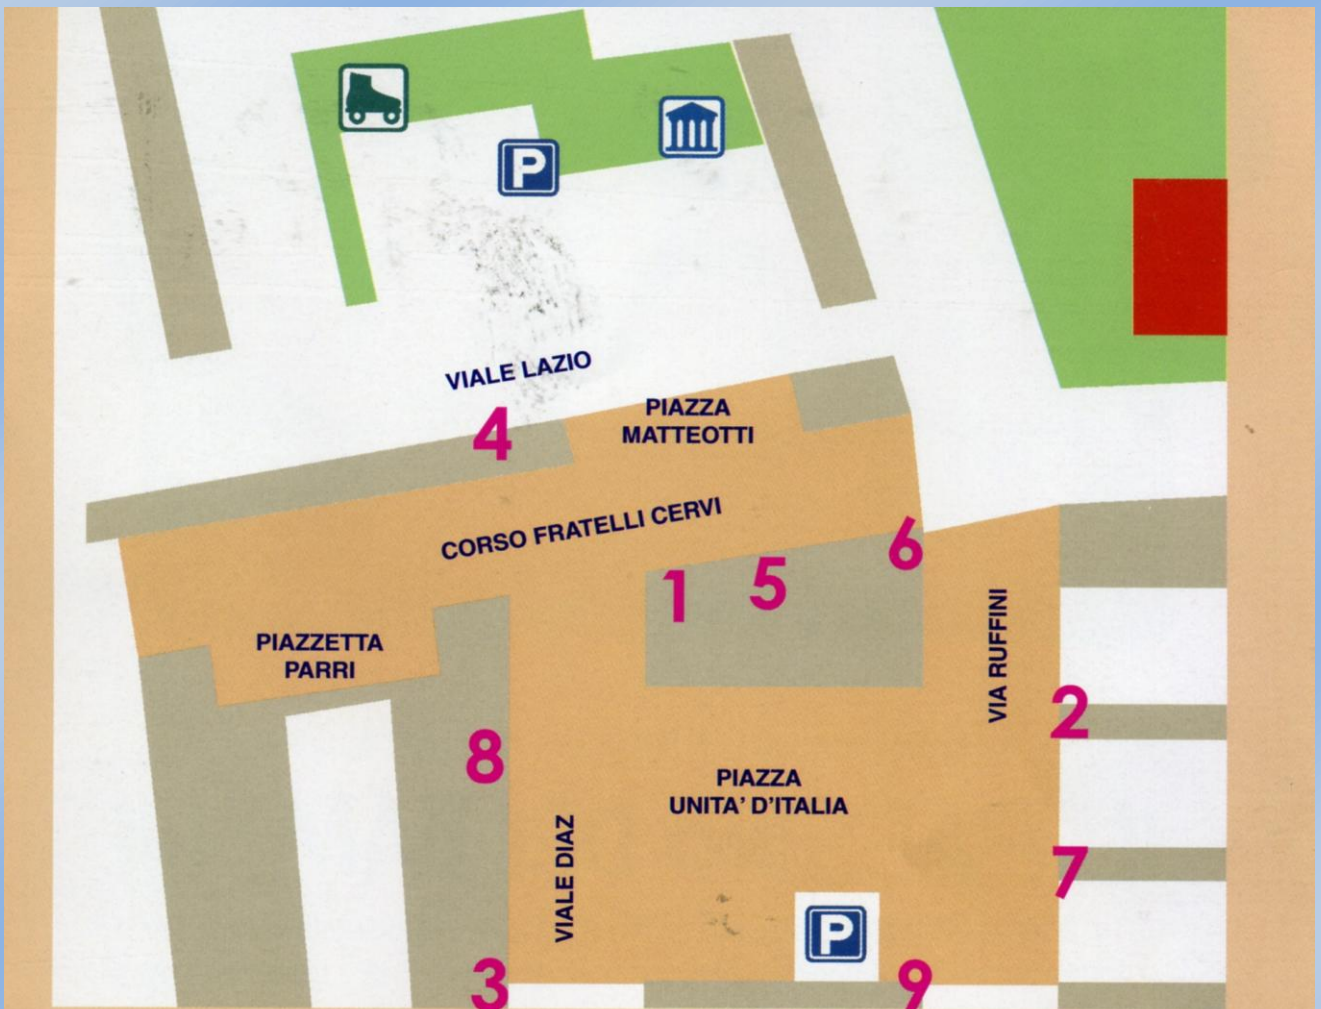 P
VIALE LAZIO
PIAZZA
MATTEOTTI
4
CORSO FRATELLI CERVI
6
1
5
PIAZZETTA
PARRI
VIA RUFFINI
2
8
PIAZZA
UNITA' D'ITALIA
VIALE DIAZ
7
P
3
9